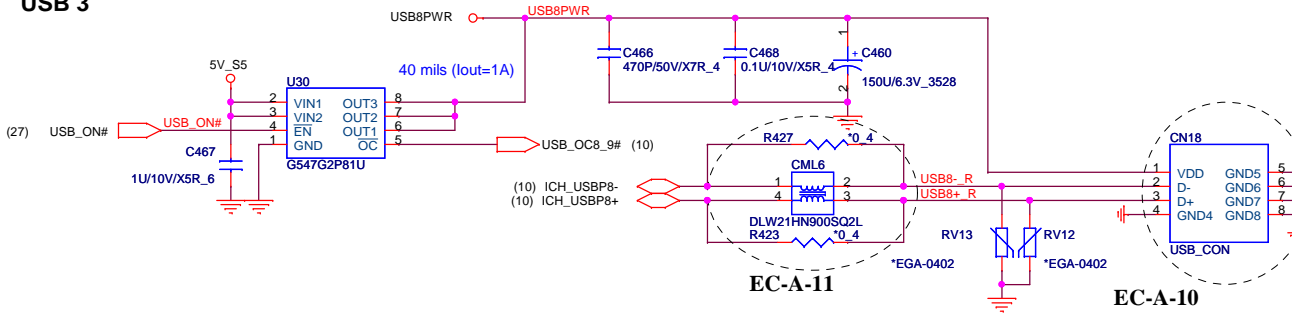 USB 3
USB8PWR
USB8PWR
5V_S5
U30
40 mils (Iout=1A)
C466
470P/50V/X7R_4
C468
0.1U/10V/X5R_4
1
+
C460
150U/6.3V_3528
2
2 VIN1 OUT3 8
3 VIN2 OUT2 7
4 EN OUT1 6
1 GND OC 5
G547G2P81U
(27) USB_ON# USB_ON#
USB_OC8_9# (10)
C467
1U/10V/X5R_6
R427 *0_4
CML6
(10) ICH_USBP8- 1 2 USB8-_R
(10) ICH_USBP8+ 4 3 USB8+_R
DLW21HN900SQ2L
R423 *0_4
RV13
*EGA-0402
RV12
*EGA-0402
CN18
1 VDD GND5 5
2 D- GND6 6
3 D+ GND7 7
4 GND4 GND8 8
USB_CON
EC-A-11
EC-A-10